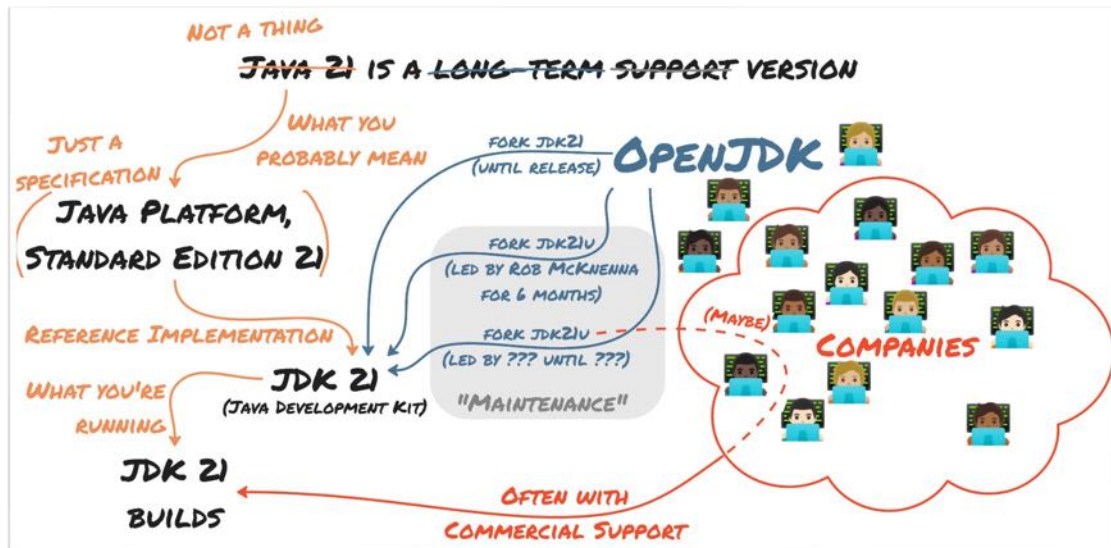 Not a thing
Java 21 is a long-term support version
Just a
specification
What you
probably mean
(Java Platform,
Standard Edition 21)
Reference Implementation
What you're
running
JDK 21
(Java Development Kit)
JDK 21
builds
fork jdk21
(until release)
OpenJDK
fork jdk21u
(led by Rob McKnenna
for 6 months)
fork jdk21u
(led by ??? until ???)
"Maintenance"
(Maybe)
Companies
Often with
Commercial Support